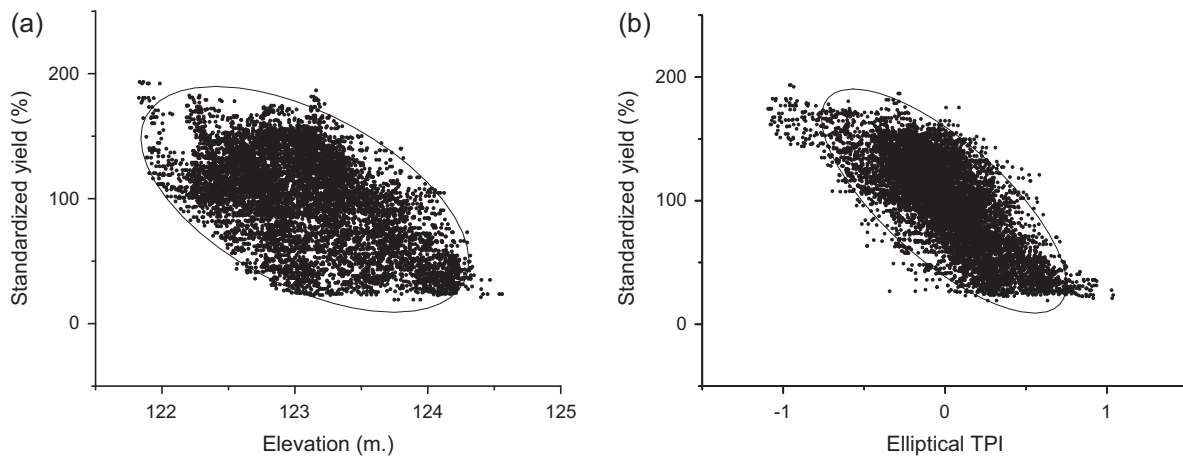 (a)
Standardized yield (%)
200
100
0
122
123
124
125
Elevation (m.)
(b)
Standardized yield (%)
200
100
0
-1
0
1
Elliptical TPI